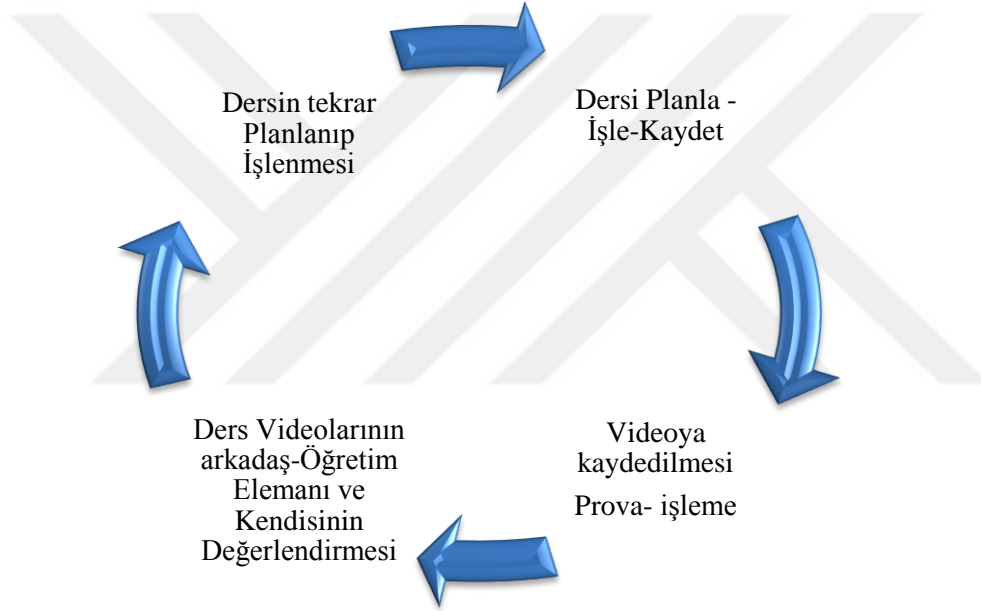 Dersin tekrar
Planlanıp
İşlenmesi
Dersi Planla -
İşle-Kaydet
Ders Videolarının
arkadaş-Öğretim
Elemanı ve
Kendisinin
Değerlendirmesi
Videoya
kaydedilmesi
Prova- işleme